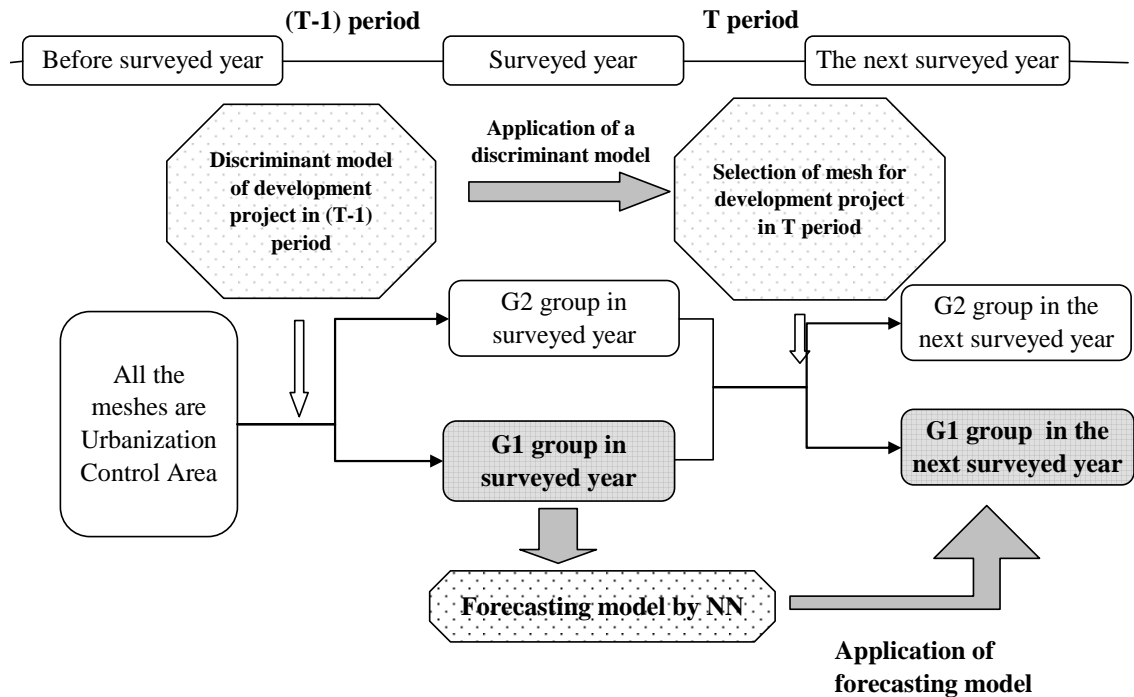 (T-1) period
T period
Before surveyed year
Surveyed year
The next surveyed year
Discriminant model
of development
project in (T-1)
period
Application of a
discriminant model
Selection of mesh for
development project
in T period
All the
meshes are
Urbanization
Control Area
G2 group in
surveyed year
G1 group in
surveyed year
G2 group in the
next surveyed year
G1 group in the
next surveyed year
Forecasting model by NN
Application of
forecasting model